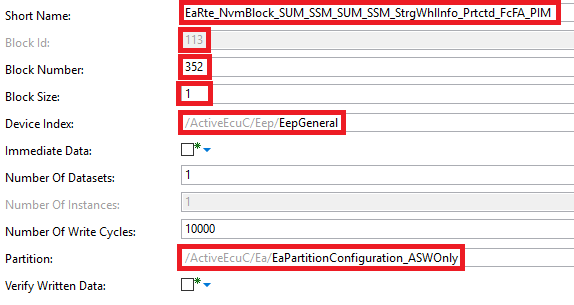 Short Name: EaRte_NvmBlock_SUM_SSM_SUM_SSM_StrgWhlInfo_Prtctd_FcFA_PIM
Block Id: 113
Block Number: 352
Block Size: 1
Device Index: /ActiveEcuC/Eep/EepGeneral
Immediate Data: *
Number Of Datasets: 1
Number Of Instances: 1
Number Of Write Cycles: 10000
Partition: /ActiveEcuC/Ea/EaPartitionConfiguration_ASWOnly
Verify Written Data: *